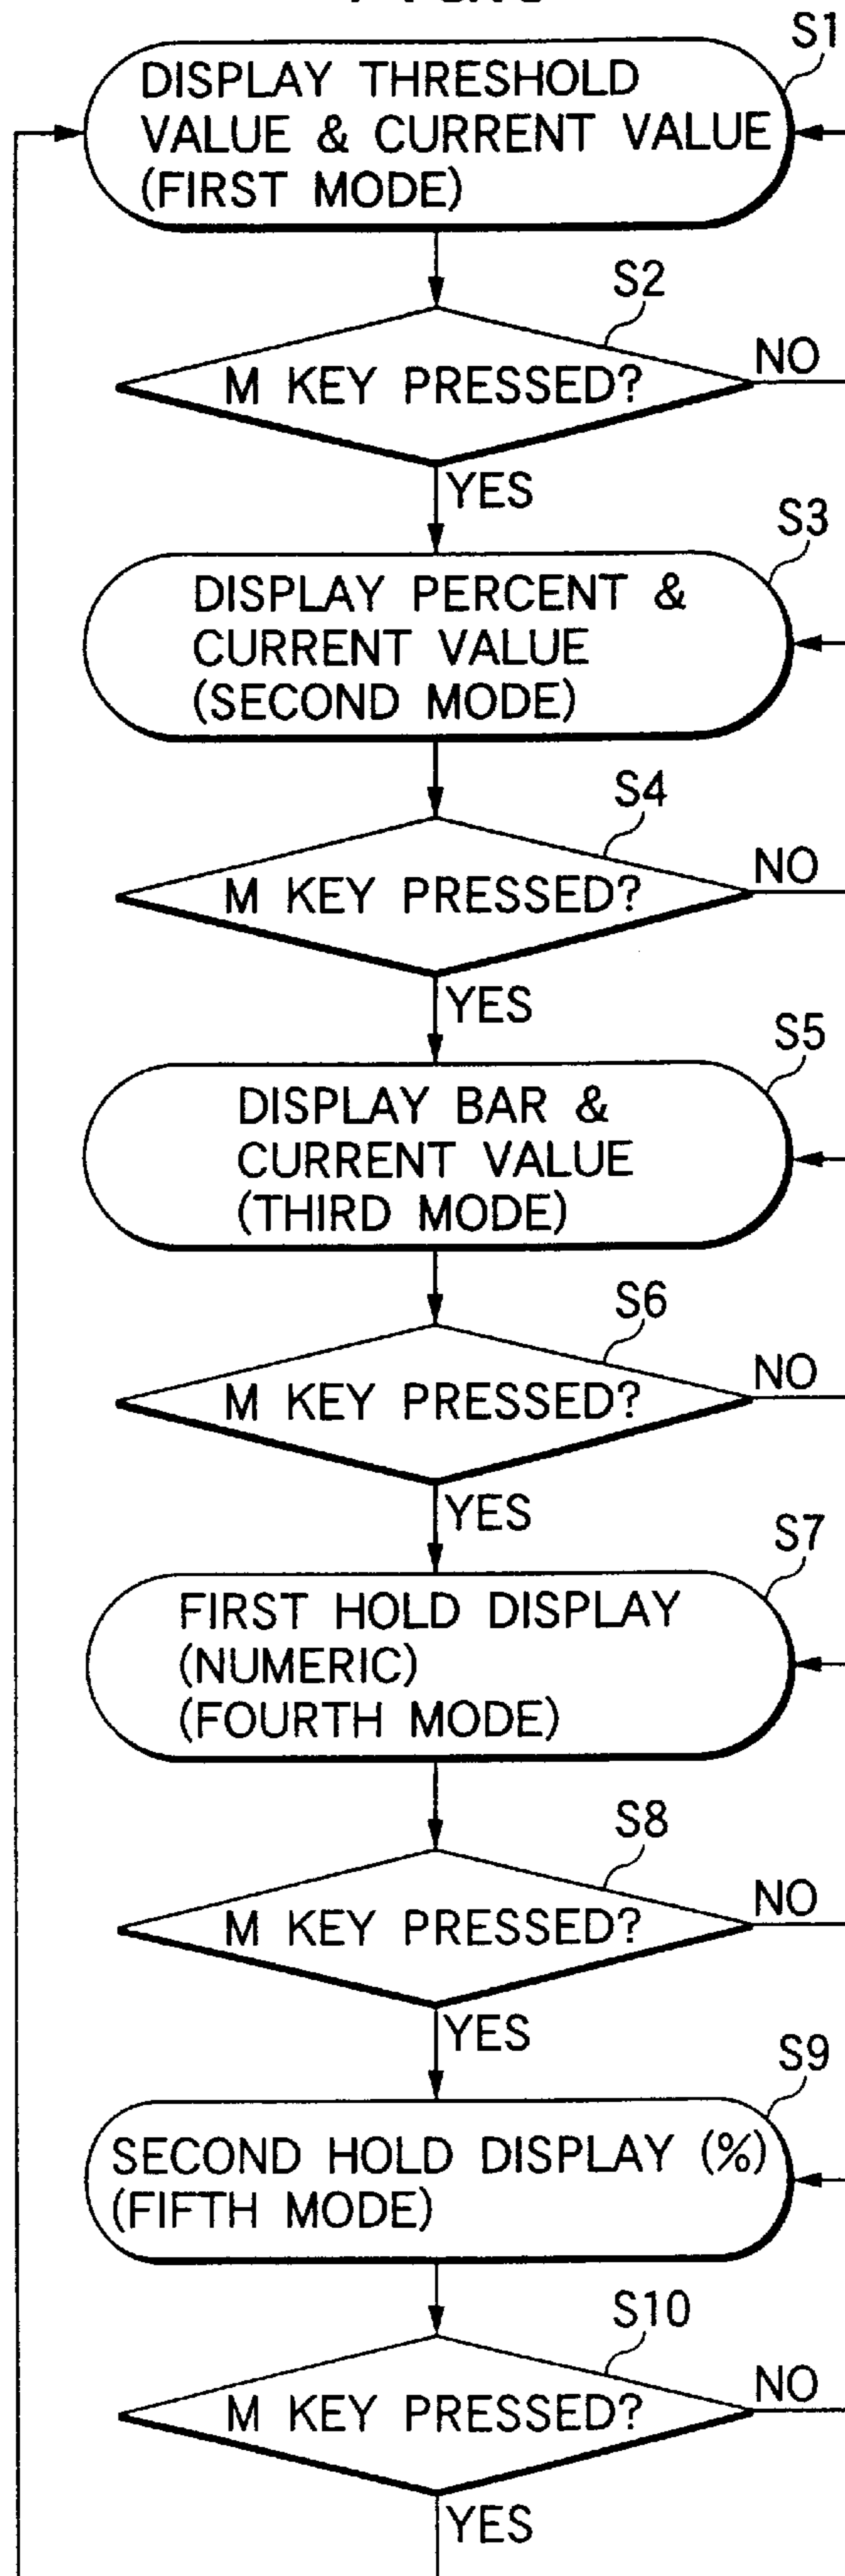 S1
DISPLAY THRESHOLD
VALUE & CURRENT VALUE
(FIRST MODE)
S2
M KEY PRESSED?
NO
YES
S3
DISPLAY PERCENT &
CURRENT VALUE
(SECOND MODE)
S4
M KEY PRESSED?
NO
YES
S5
DISPLAY BAR &
CURRENT VALUE
(THIRD MODE)
S6
M KEY PRESSED?
NO
YES
S7
FIRST HOLD DISPLAY
(NUMERIC)
(FOURTH MODE)
S8
M KEY PRESSED?
NO
YES
S9
SECOND HOLD DISPLAY (%)
(FIFTH MODE)
S10
M KEY PRESSED?
NO
YES